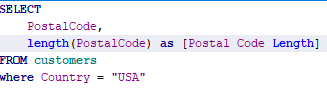 SELECT
PostalCode,
length(PostalCode) as [Postal Code Length]
FROM customers
where Country = "USA"